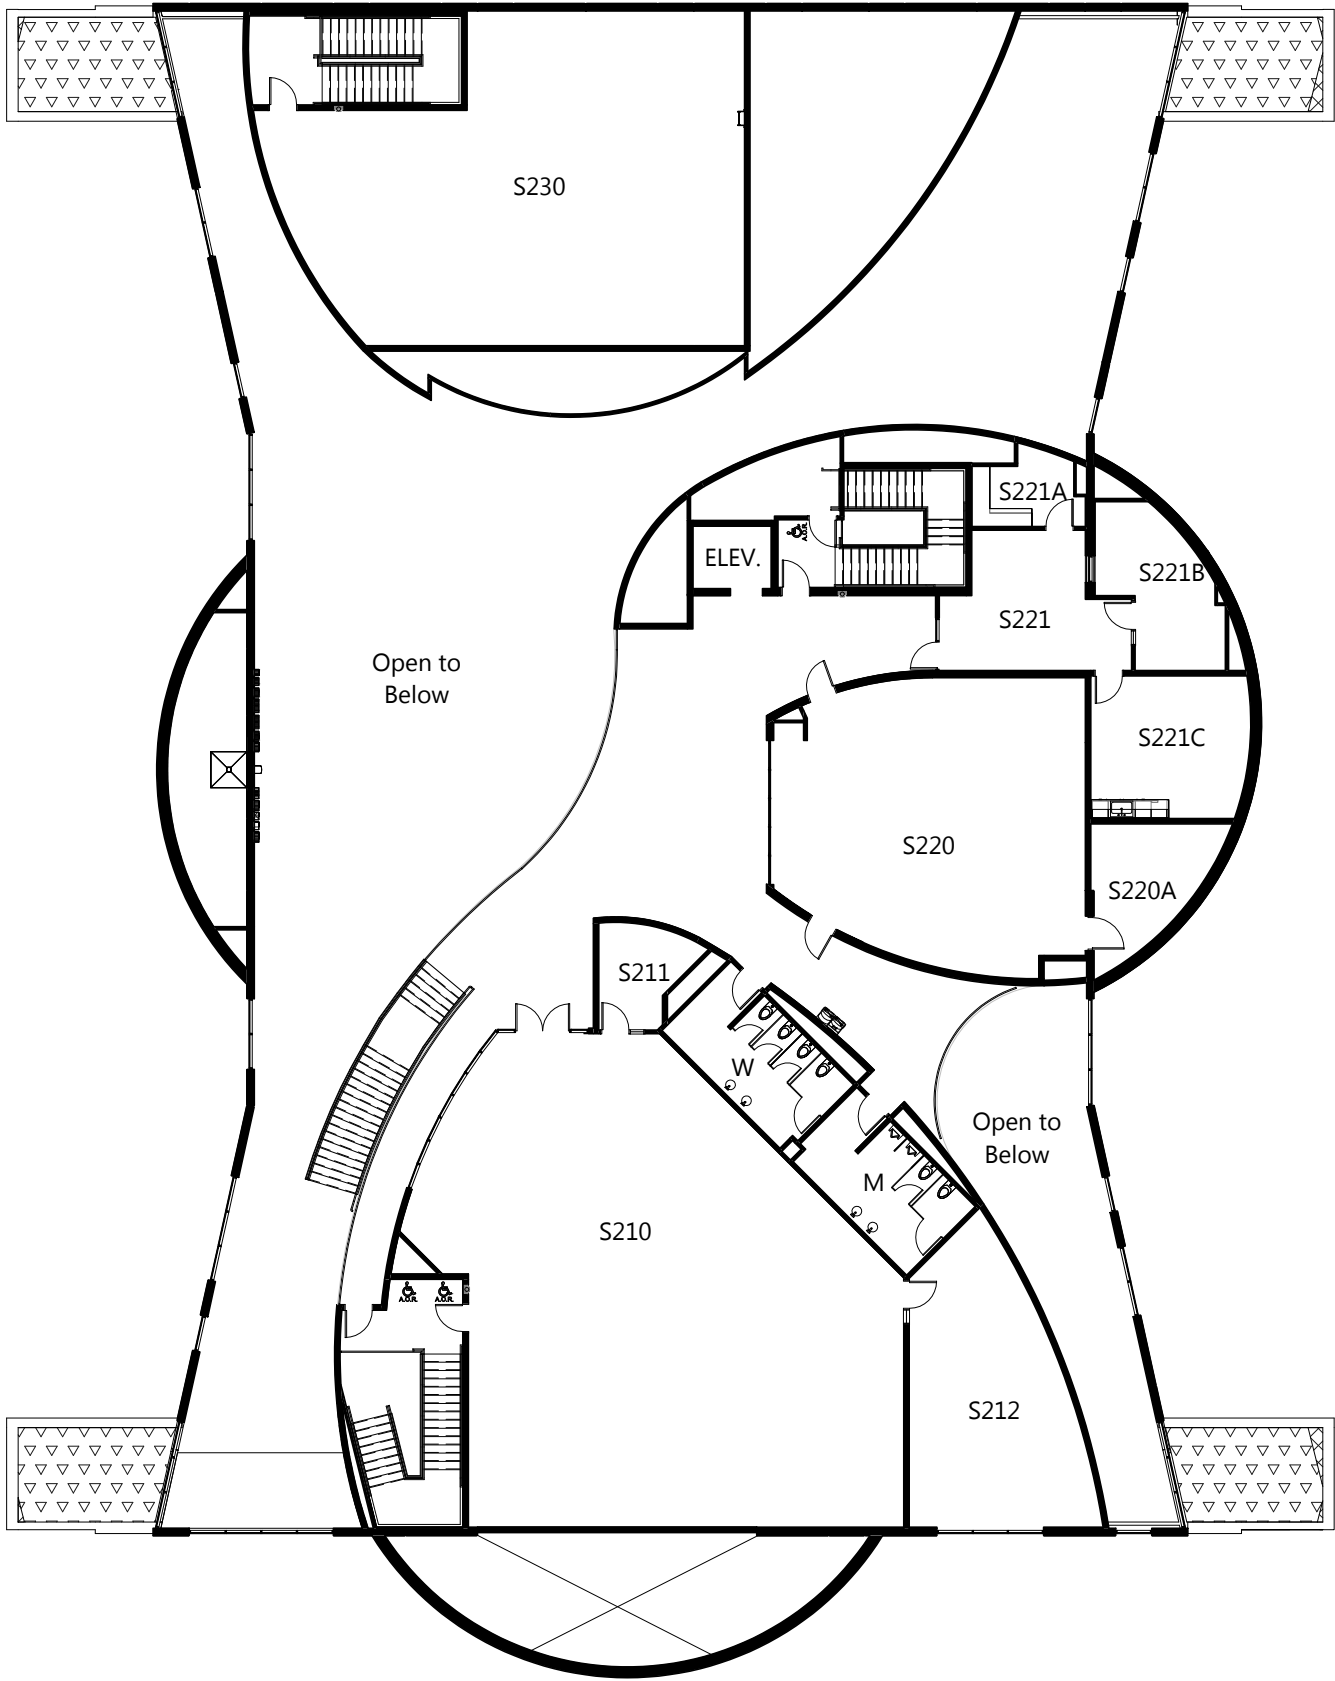 S230
S221A
A.O.R.
ELEV.
S221B
S221
Open to
Below
S221C
S220
S220A
S211
W
Open to
Below
M
S210
A.O.R.
A.O.R.
S212